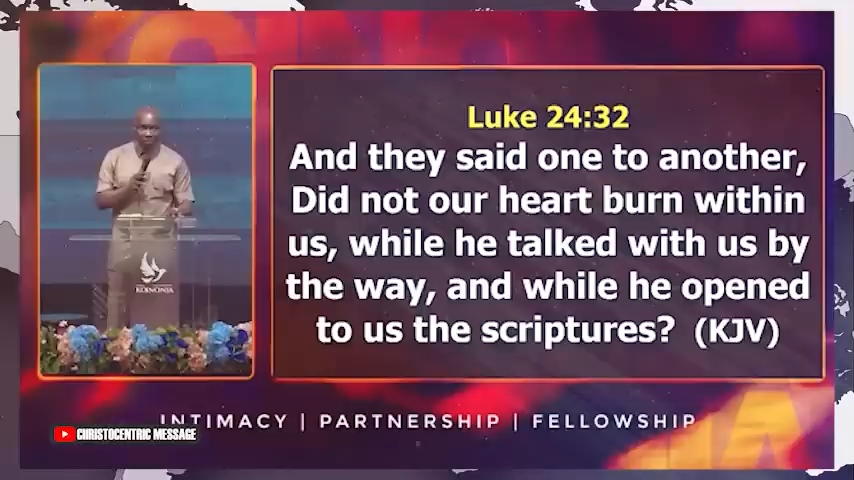 Luke 24:32
And they said one to another,
Did not our heart burn within
us, while he talked with us by
the way, and while he opened
to us the scriptures? (KJV)
KOINONIA
INTIMACY | PARTNERSHIP | FELLOWSHIP
CHRISTOCENTRIC MESSAGE